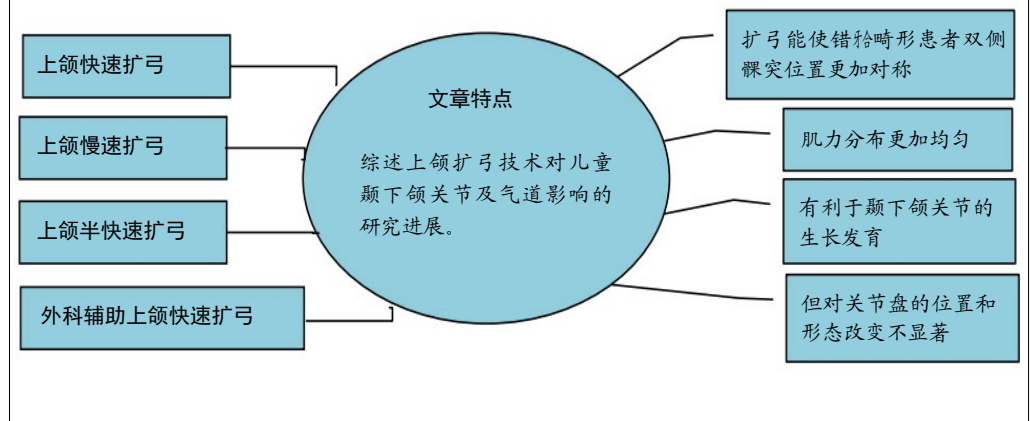 上颌快速扩弓
上颌慢速扩弓
上颌半快速扩弓
外科辅助上颌快速扩弓
文章特点
综述上颌扩弓技术对儿童
颞下颌关节及气道影响的
研究进展。
扩弓能使错𬌗畸形患者双侧
髁突位置更加对称
肌力分布更加均匀
有利于颞下颌关节的
生长发育
但对关节盘的位置和
形态改变不显著